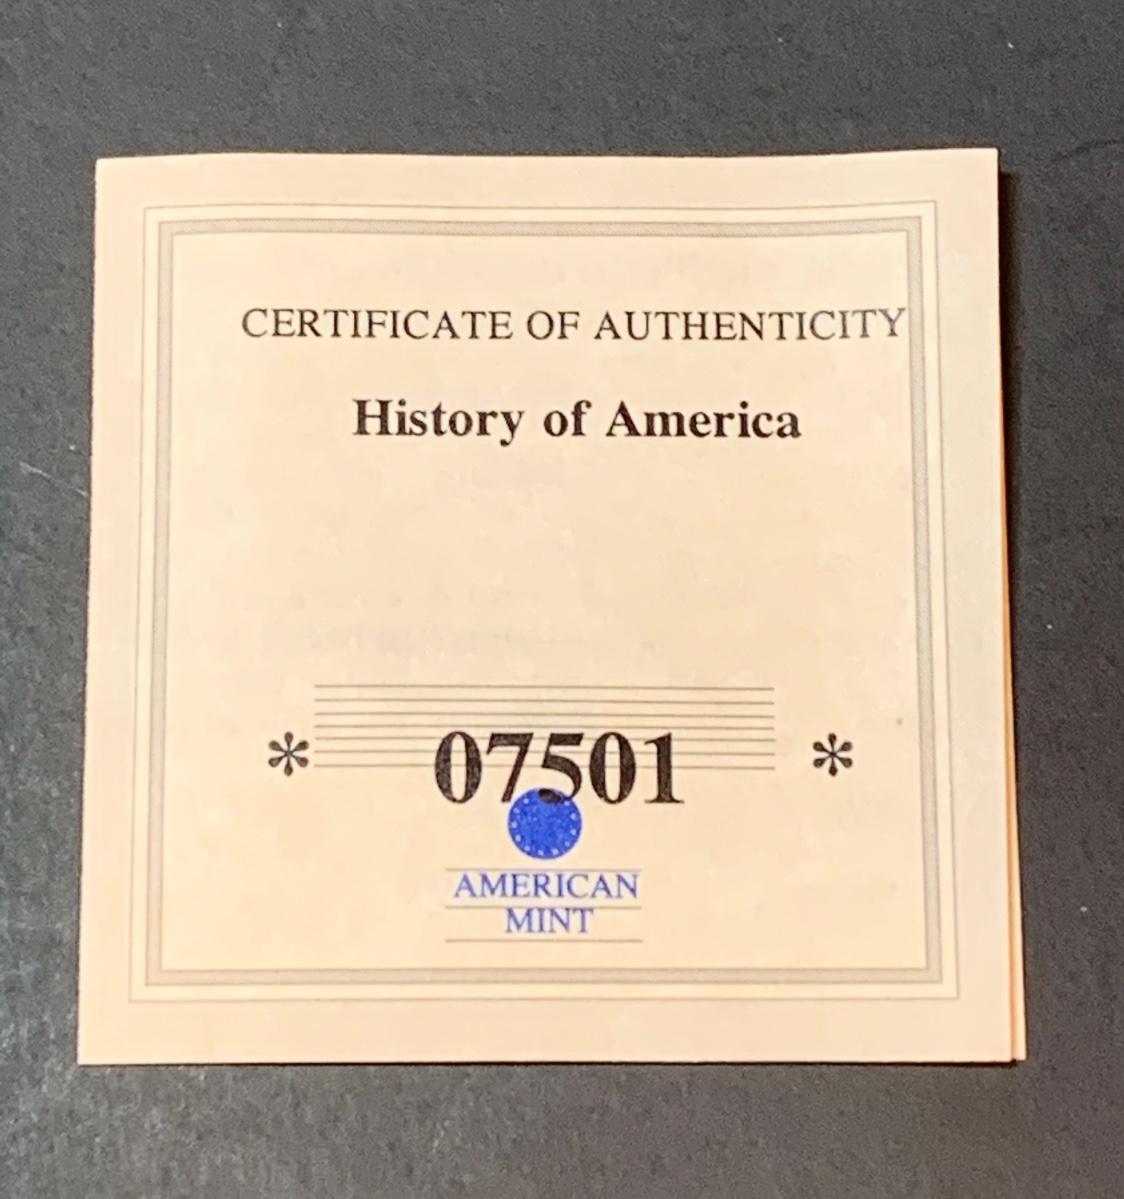 CERTIFICATE OF AUTHENTICITY
History of America
* 07501 *
AMERICAN
MINT